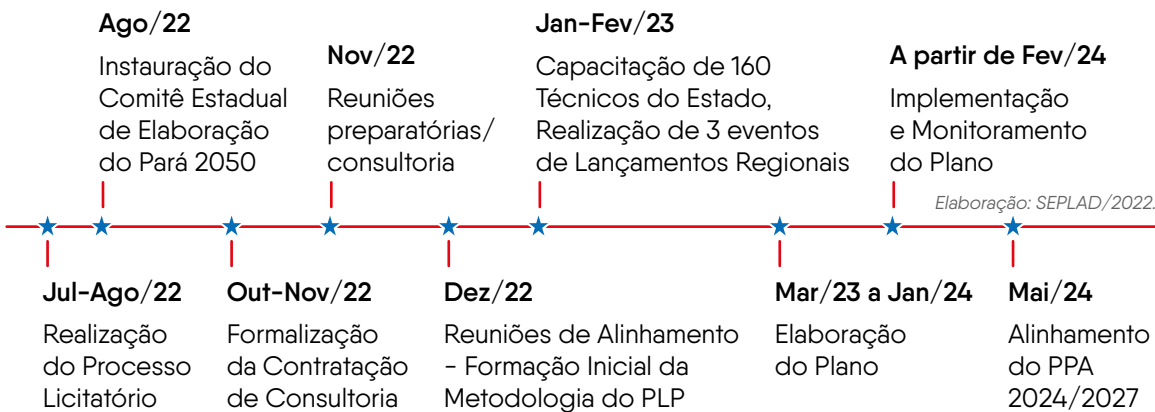 Ago/22
Instauração do
Comitê Estadual
de Elaboração
do Pará 2050
Nov/22
Reuniões
preparatórias/
consultoria
Jan-Fev/23
Capacitação de 160
Técnicos do Estado,
Realização de 3 eventos
de Lançamentos Regionais
A partir de Fev/24
Implementação
e Monitoramento
do Plano
Elaboração: SEPLAD/2022.
Jul-Ago/22
Realização
do Processo
Licitatório
Out-Nov/22
Formalização
da Contratação
de Consultoria
Dez/22
Reuniões de Alinhamento
- Formação Inicial da
Metodologia do PLP
Mar/23 a Jan/24
Elaboração
do Plano
Mai/24
Alinhamento
do PPA
2024/2027